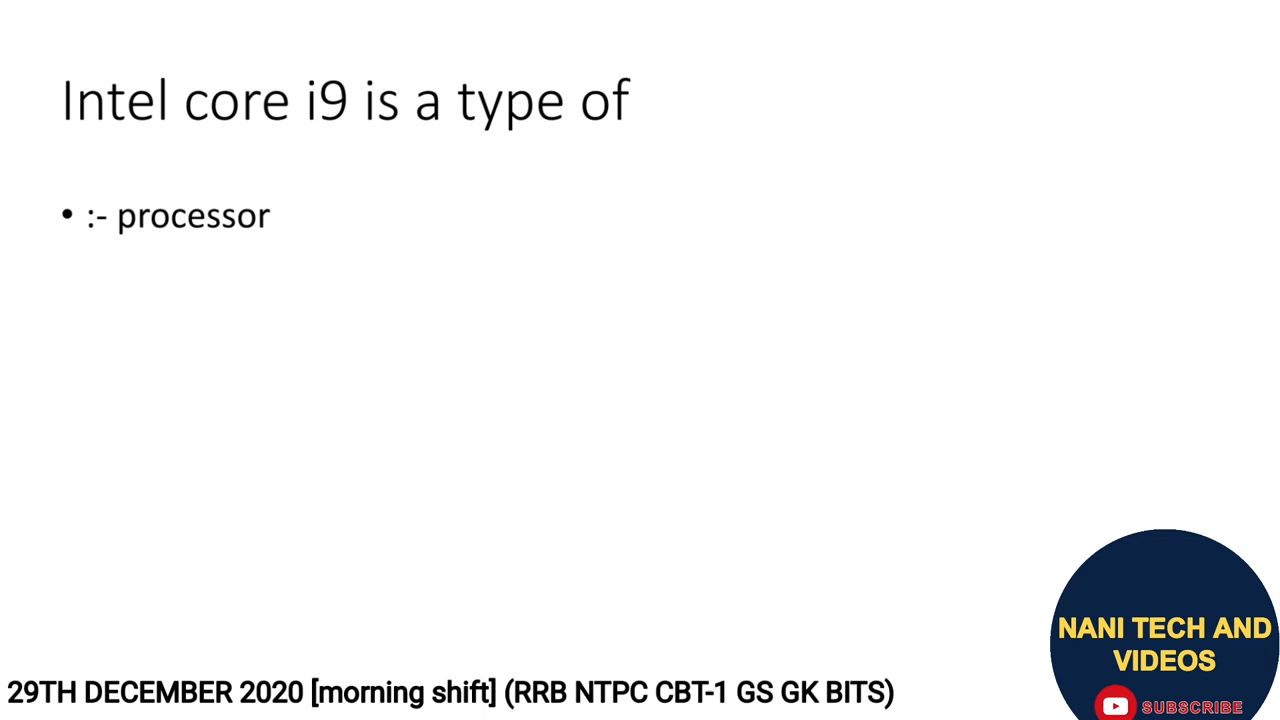 Intel core i9 is a type of
• :- processor
NANI TECH AND
VIDEOS
SUBSCRIBE
29TH DECEMBER 2020 [morning shift] (RRB NTPC CBT-1 GS GK BITS)